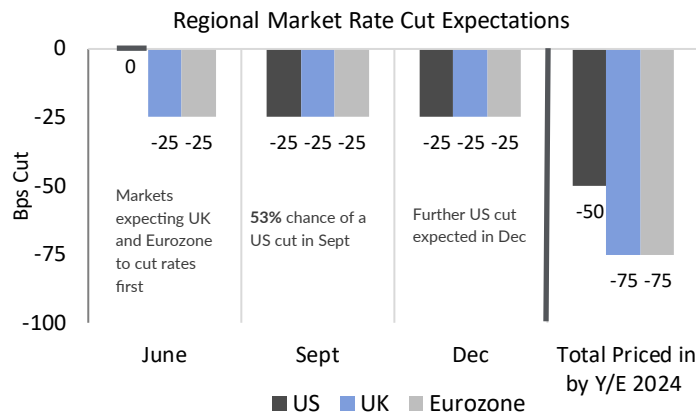 Regional Market Rate Cut Expectations
Bps Cut
0
-25
-50
-75
-100
0
-25 -25
-25 -25 -25
-25 -25 -25
-50
-75 -75
Markets
expecting UK
and Eurozone
to cut rates
first
53% chance of a
US cut in Sept
Further US cut
expected in Dec
June
Sept
Dec
Total Priced in
by Y/E 2024
US
UK
Eurozone